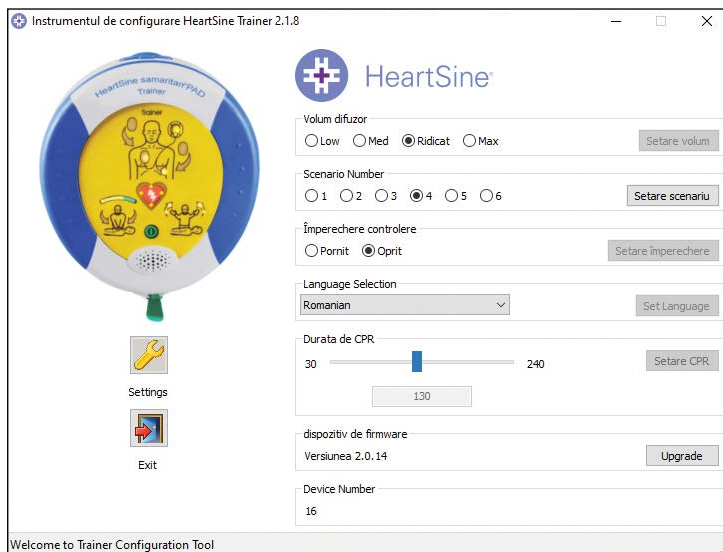 Instrumentul de configurare HeartSine Trainer 2.1.8
HeartSine samaritan PAD
Trainer
Trainer
HeartSine®
Volum difuzor
Low Med Ridicat Max
Setare volum
Scenario Number
1 2 3 4 5 6
Setare scenariu
Împerechere controlere
Pornit Oprit
Setare împerechere
Language Selection
Romanian
Set Language
Durata de CPR
30 240
Setare CPR
130
Settings
dispozitiv de firmware
Versiunea 2.0.14
Upgrade
Exit
Device Number
16
Welcome to Trainer Configuration Tool